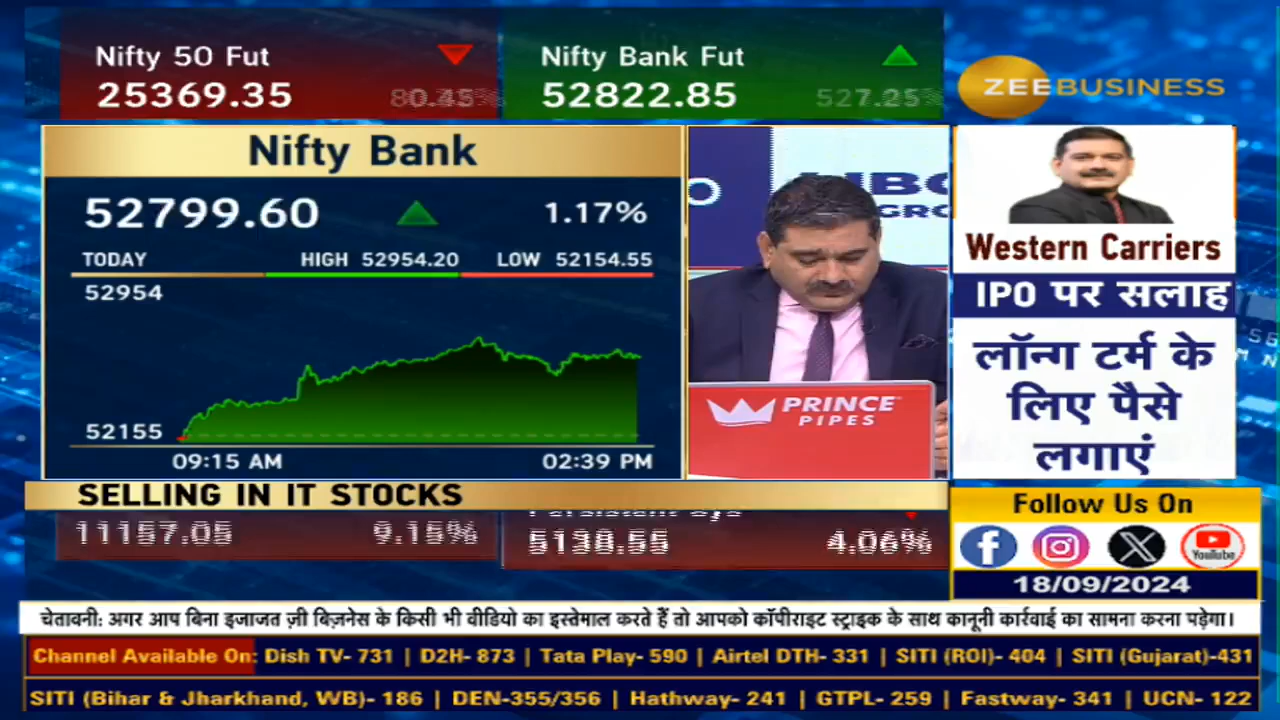 Nifty 50 Fut
25369.35
Nifty Bank Fut
52822.85 527.25
ZEE BUSINESS
Nifty Bank
52799.60 1.17%
TODAY HIGH 52954.20 LOW 52154.55
52954
52155
09:15 AM 02:39 PM
GRO
PRINCE
PIPES
Western Carriers
IPO पर सलाह
लॉन्ग टर्म के
लिए पैसे
लगाएं
SELLING IN IT STOCKS
11157.05 9.15%
5138.55 4.06%
Follow Us On
YouTube
18/09/2024
चेतावनी: अगर आप बिना इजाजत ज़ी बिज़नेस के किसी भी वीडियो का इस्तेमाल करते हैं तो आपको कॉपीराइट स्ट्राइक के साथ कानूनी कार्रवाई का सामना करना पड़ेगा।
Channel Available On: Dish TV- 731 | D2H- 873 | Tata Play- 590 | Airtel DTH- 331 | SITI (ROI)- 404 | SITI (Gujarat)-431
SITI (Bihar & Jharkhand, WB)- 186 | DEN-355/356 | Hathway- 241 | GTPL- 259 | Fastway- 341 | UCN- 122